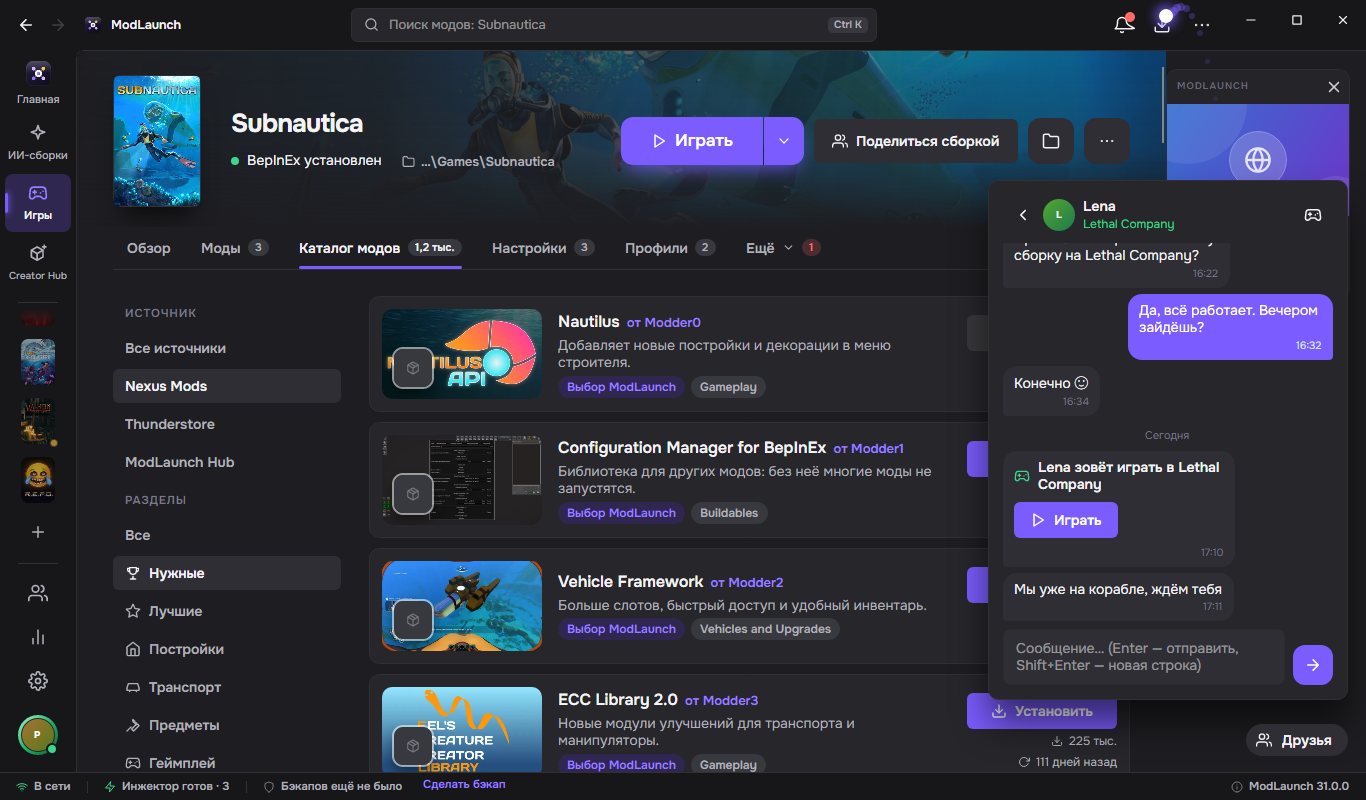 ModLaunch
Поиск модов: Subnautica
Ctrl K
Главная
ИИ-сборки
Игры
Creator Hub
P
SUBNAUTICA
Subnautica
BepInEx установлен
...\Games\Subnautica
Играть
Поделиться сборкой
MODLAUNCH
Обзор
Моды 3
Каталог модов 1,2 тыс.
Настройки 3
Профили 2
Ещё 1
ИСТОЧНИК
Все источники
Nexus Mods
Thunderstore
ModLaunch Hub
РАЗДЕЛЫ
Все
Нужные
Лучшие
Постройки
Транспорт
Предметы
Геймплей
Nautilus от Modder0
Добавляет новые постройки и декорации в меню
строителя.
Выбор ModLaunch
Gameplay
API
Configuration Manager for BepInEx от Modder1
Библиотека для других модов: без неё многие моды не
запустятся.
Выбор ModLaunch
Buildables
Vehicle Framework от Modder2
Больше слотов, быстрый доступ и удобный инвентарь.
Выбор ModLaunch
Vehicles and Upgrades
ECC Library 2.0 от Modder3
Новые модули улучшений для транспорта и
манипуляторы.
Выбор ModLaunch
Gameplay
LIBRARY
Установить
225 тыс.
111 дней назад
L
Lena
Lethal Company
сборку на Lethal Company?
16:22
Да, всё работает. Вечером
зайдёшь?
16:32
Конечно
16:34
Сегодня
Lena зовёт играть в Lethal
Company
Играть
17:10
Мы уже на корабле, ждём тебя
17:11
Сообщение... (Enter — отправить,
Shift+Enter — новая строка)
Друзья
В сети
Инжектор готов · 3
Бэкапов ещё не было
Сделать бэкап
ModLaunch 31.0.0